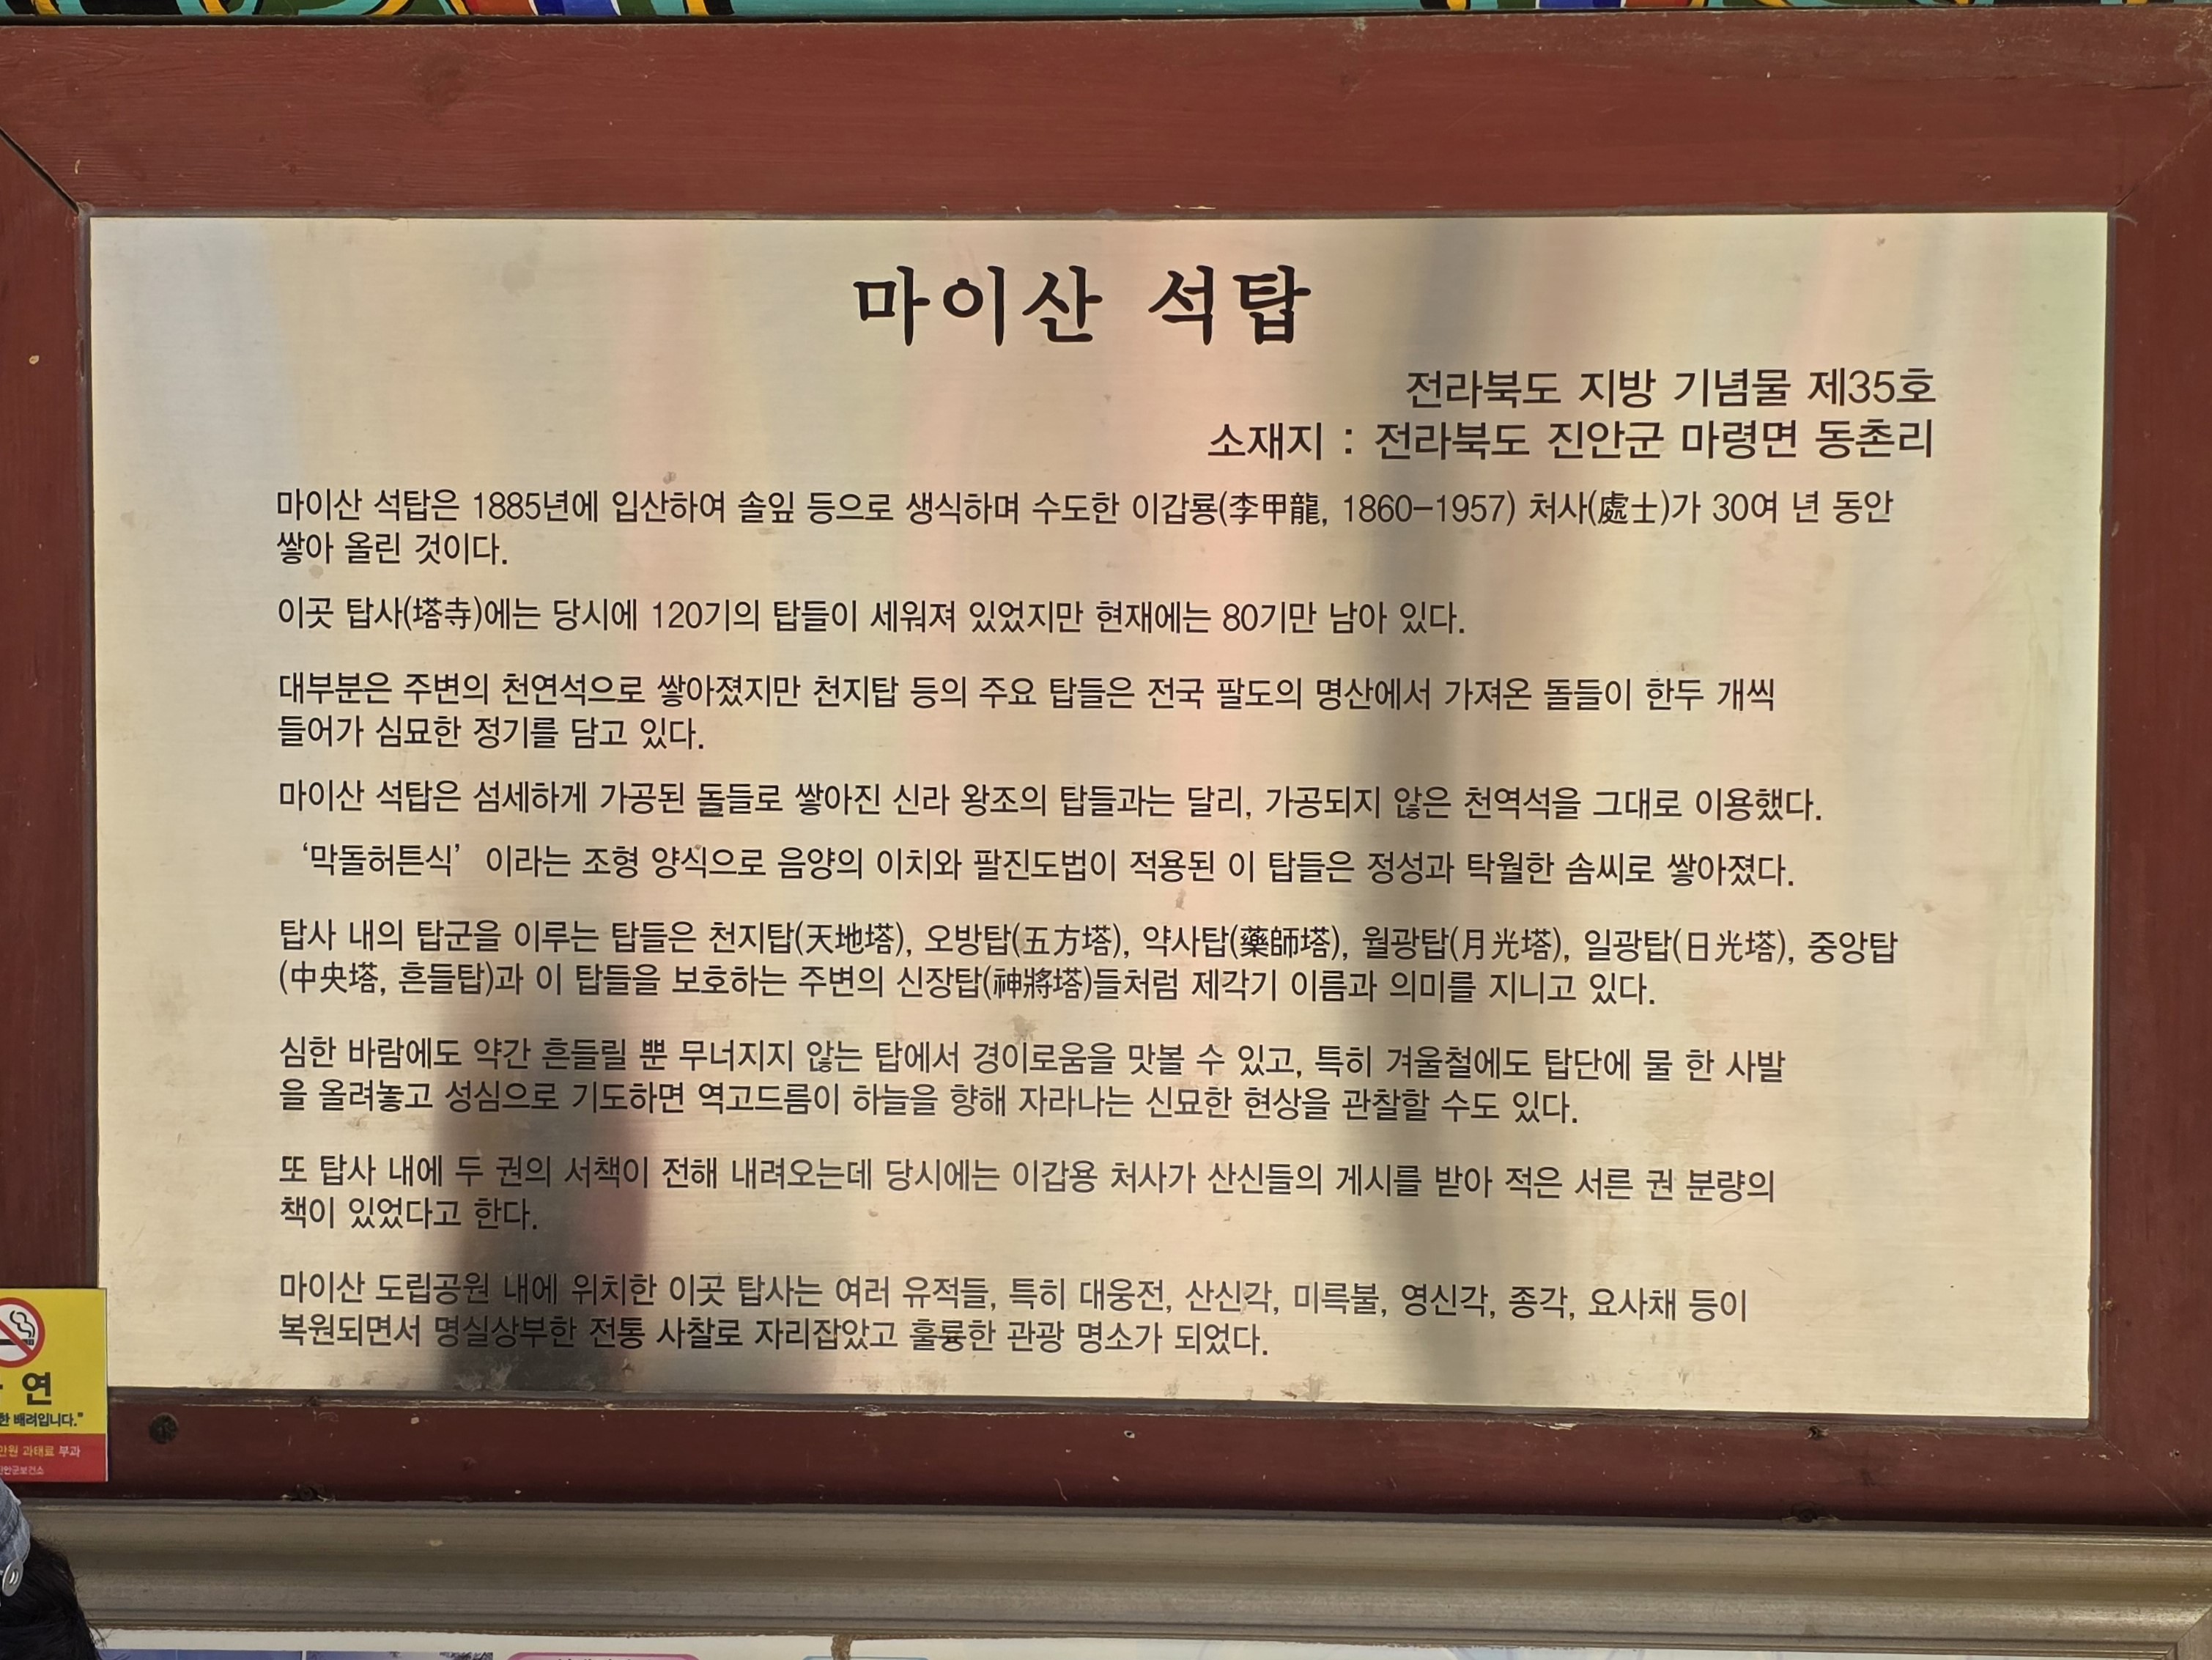 마이산 석탑
전라북도 지방 기념물 제35호
소재지 : 전라북도 진안군 마령면 동촌리
마이산 석탑은 1885년에 입산하여 솔잎 등으로 생식하며 수도한 이갑룡(李甲龍, 1860-1957) 처사(處士)가 30여 년 동안
쌓아 올린 것이다.
이곳 탑사(塔寺)에는 당시에 120기의 탑들이 세워져 있었지만 현재에는 80기만 남아 있다.
대부분은 주변의 천연석으로 쌓아졌지만 천지탑 등의 주요 탑들은 전국 팔도의 명산에서 가져온 돌들이 한두 개씩
들어가 심묘한 정기를 담고 있다.
마이산 석탑은 섬세하게 가공된 돌들로 쌓아진 신라 왕조의 탑들과는 달리, 가공되지 않은 천역석을 그대로 이용했다.
‘막돌허튼식’ 이라는 조형 양식으로 음양의 이치와 팔진도법이 적용된 이 탑들은 정성과 탁월한 솜씨로 쌓아졌다.
탑사 내의 탑군을 이루는 탑들은 천지탑(天地塔), 오방탑(五方塔), 약사탑(藥師塔), 월광탑(月光塔), 일광탑(日光塔), 중앙탑
(中央塔, 흔들탑)과 이 탑들을 보호하는 주변의 신장탑(神將塔)들처럼 제각기 이름과 의미를 지니고 있다.
심한 바람에도 약간 흔들릴 뿐 무너지지 않는 탑에서 경이로움을 맛볼 수 있고, 특히 겨울철에도 탑단에 물 한 사발
을 올려놓고 성심으로 기도하면 역고드름이 하늘을 향해 자라나는 신묘한 현상을 관찰할 수도 있다.
또 탑사 내에 두 권의 서책이 전해 내려오는데 당시에는 이갑용 처사가 산신들의 게시를 받아 적은 서른 권 분량의
책이 있었다고 한다.
마이산 도립공원 내에 위치한 이곳 탑사는 여러 유적들, 특히 대웅전, 산신각, 미륵불, 영신각, 종각, 요사채 등이
복원되면서 명실상부한 전통 사찰로 자리잡았고 훌륭한 관광 명소가 되었다.
연
한 배려입니다."
만원 과태료 부과
진안군보건소